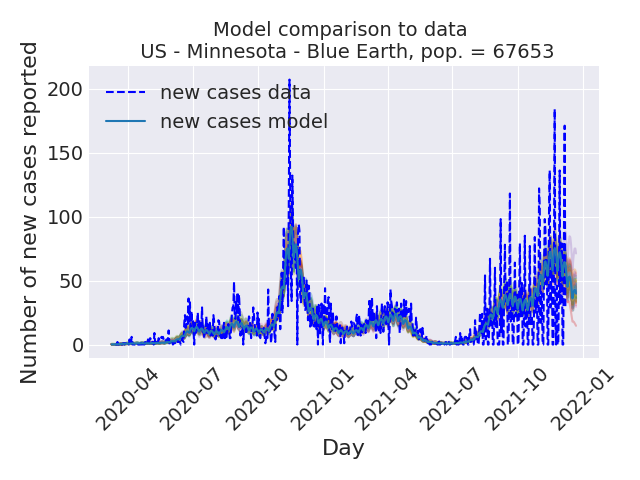 Model comparison to data
US - Minnesota - Blue Earth, pop. = 67653
new cases data
new cases model
Number of new cases reported
200
150
100
50
0
2020-04
2020-07
2020-10
2021-01
2021-04
2021-07
2021-10
2022-01
Day